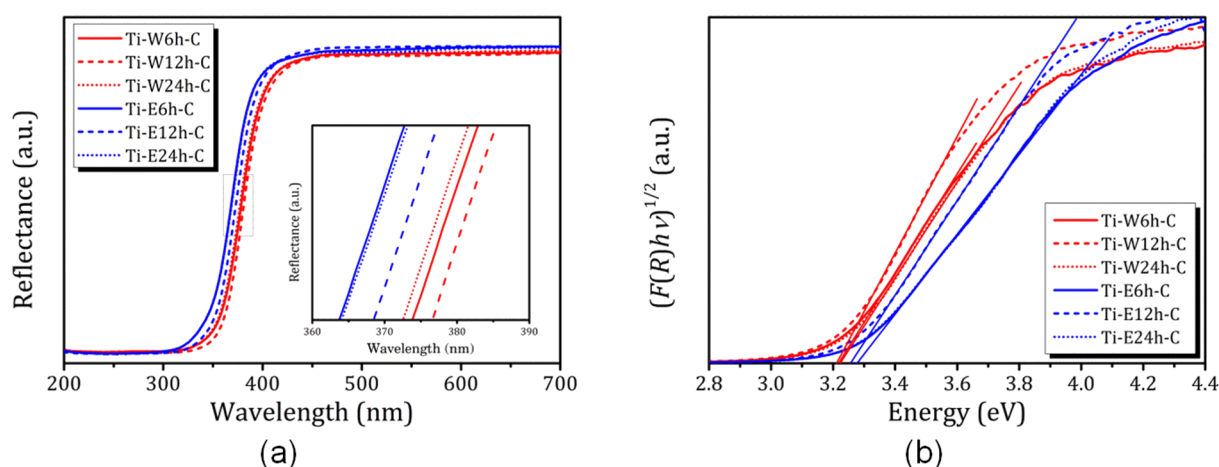 Reflectance (a.u.)
Ti-W6h-C
Ti-W12h-C
Ti-W24h-C
Ti-E6h-C
Ti-E12h-C
Ti-E24h-C
Reflectance (a.u.)
360 370 380 390
Wavelength (nm)
200 300 400 500 600 700
Wavelength (nm)
(a)
(F(R)hν)^1/2 (a.u.)
Ti-W6h-C
Ti-W12h-C
Ti-W24h-C
Ti-E6h-C
Ti-E12h-C
Ti-E24h-C
2.8 3.0 3.2 3.4 3.6 3.8 4.0 4.2 4.4
Energy (eV)
(b)